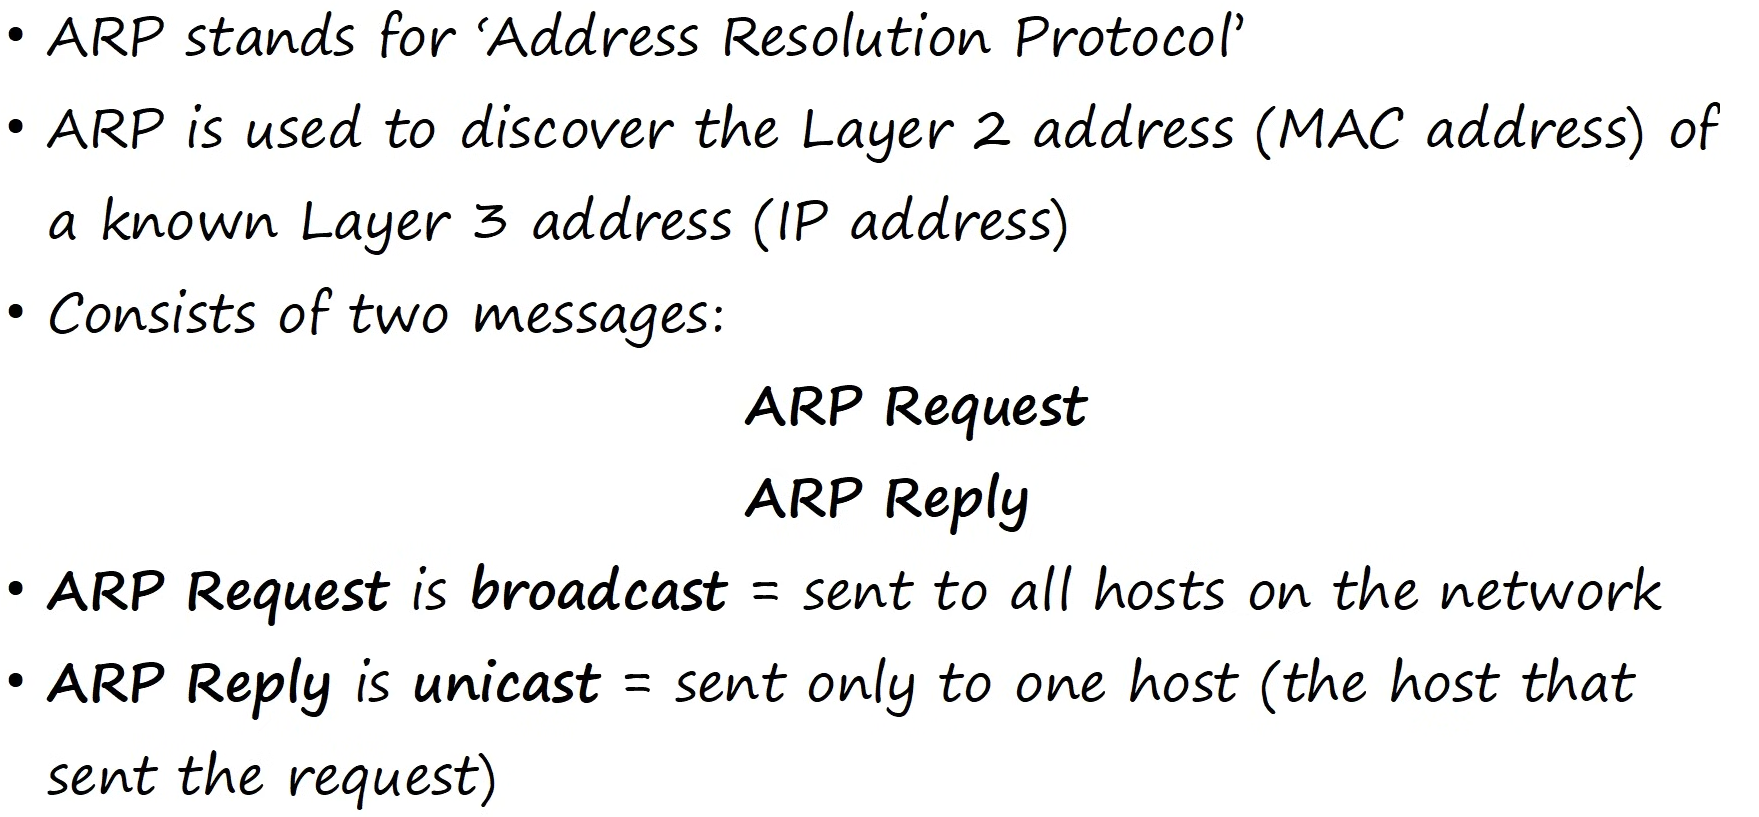 • ARP stands for ‘Address Resolution Protocol’
• ARP is used to discover the Layer 2 address (MAC address) of
a known Layer 3 address (IP address)
• Consists of two messages:
ARP Request
ARP Reply
• ARP Request is broadcast = sent to all hosts on the network
• ARP Reply is unicast = sent only to one host (the host that
sent the request)